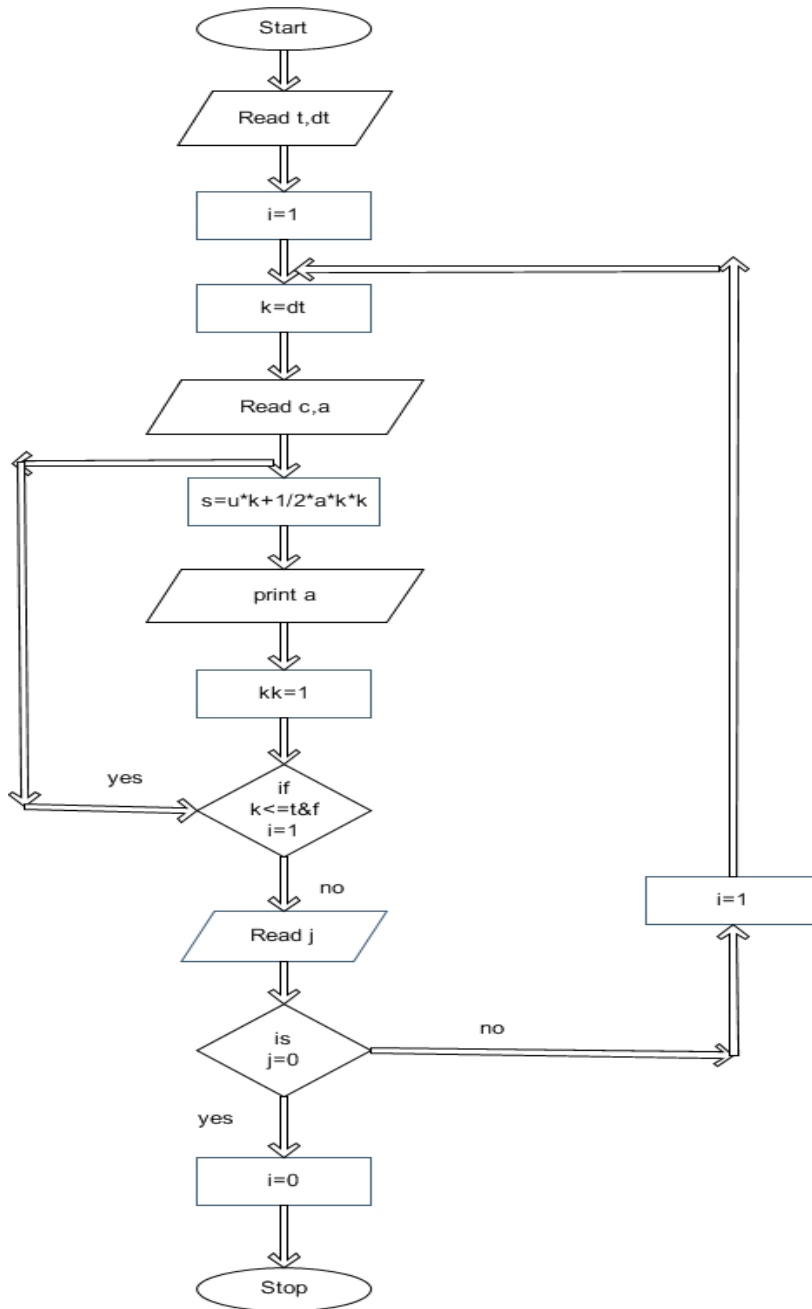 Start
Read t,dt
i=1
k=dt
Read c,a
s=u*k+1/2*a*k*k
print a
kk=1
yes
if
k<=t&f
i=1
no
i=1
Read j
is
j=0
no
yes
i=0
Stop